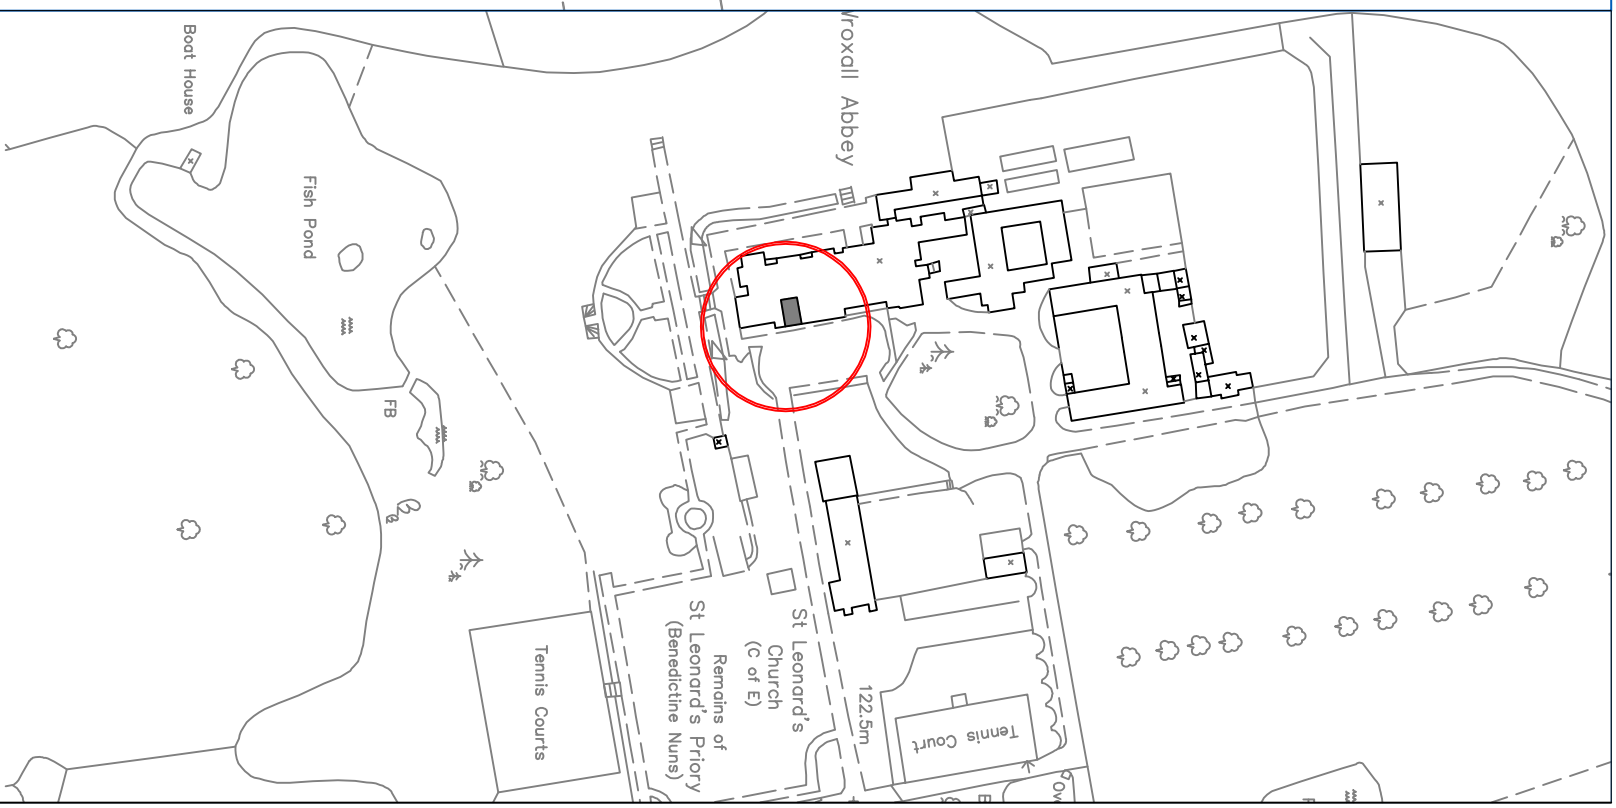 Boat House
Fish Pond
FB
Wroxall Abbey
St Leonard's
Church
(C of E)
Remains of
St Leonard's Priory
(Benedictine Nuns)
Tennis Courts
122.5m
Tennis Court